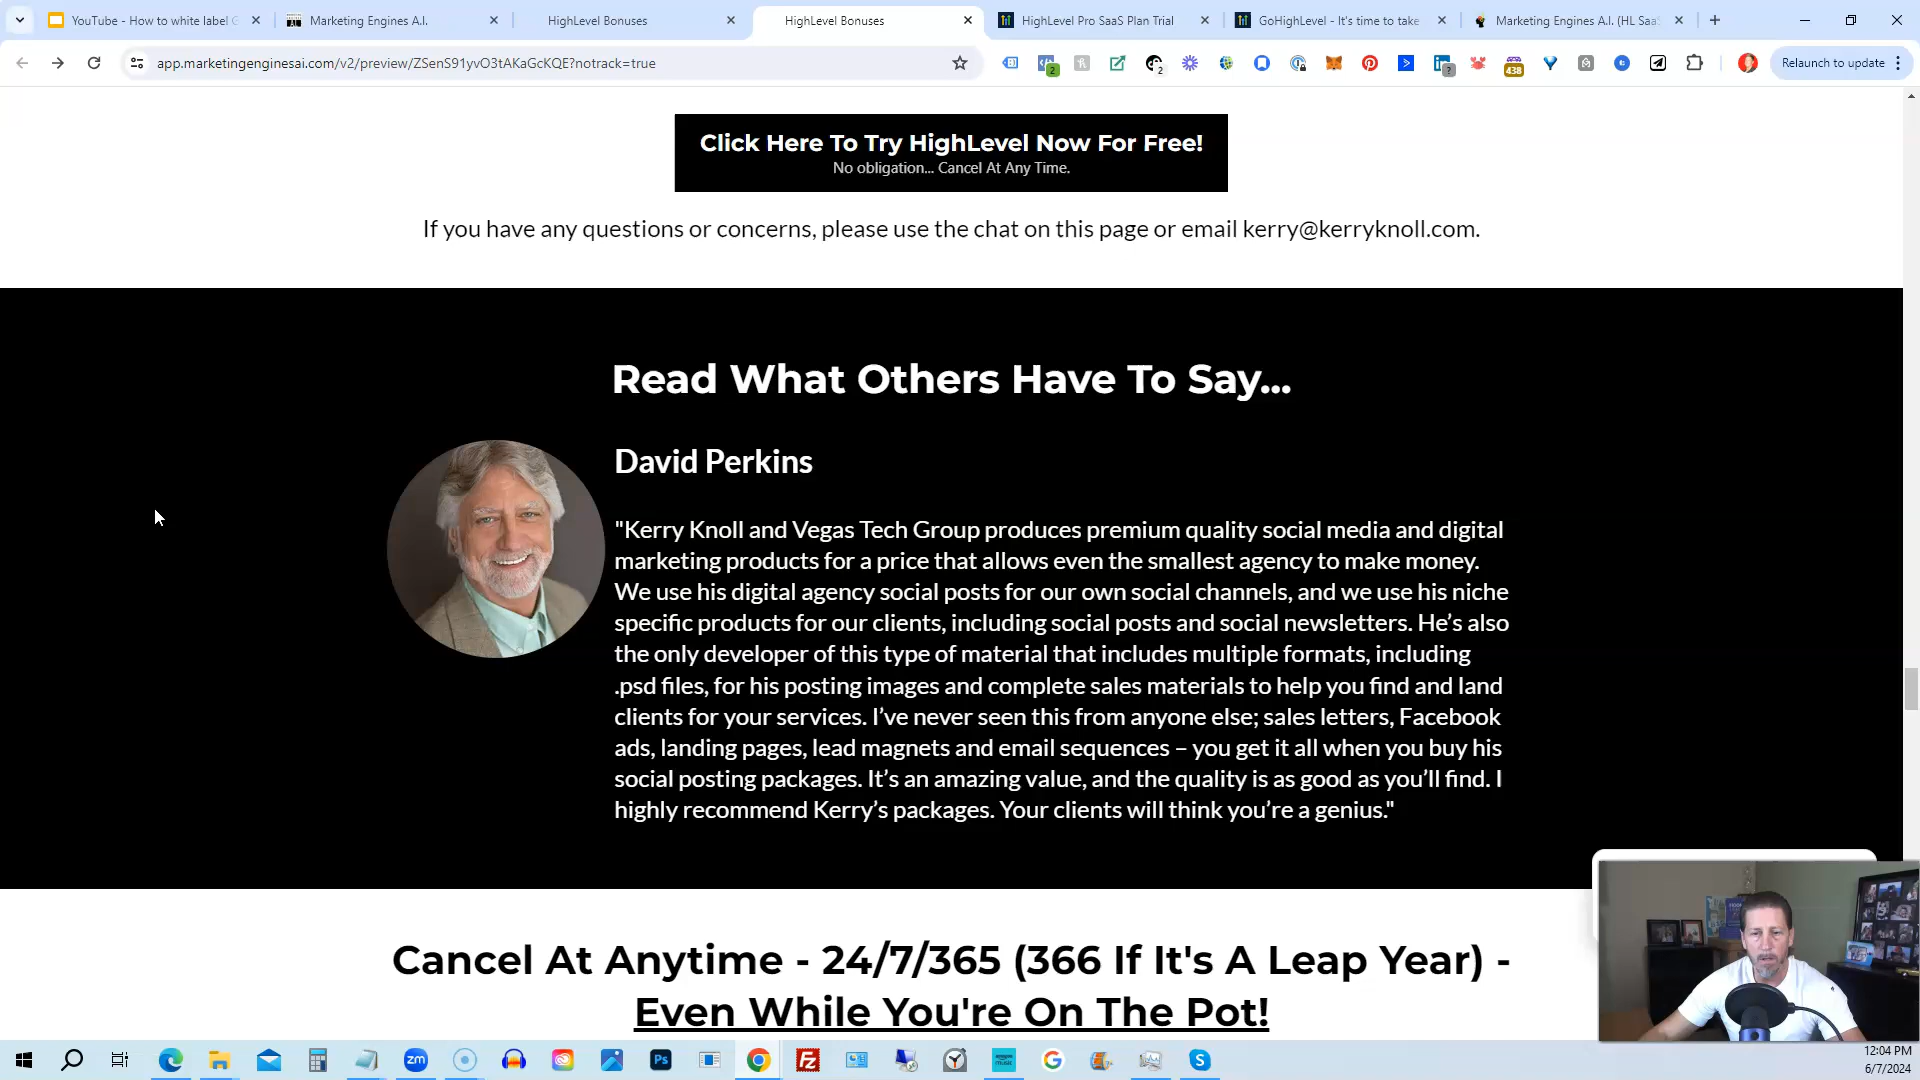 YouTube - How to white label G
Marketing Engines A.I.
HighLevel Bonuses
HighLevel Bonuses
HighLevel Pro SaaS Plan Trial
GoHighLevel - It's time to take
Marketing Engines A.I. (HL Saa
app.marketingenginesai.com/v2/preview/ZSenS91yvO3tAKaGcKQE?notrack=true
2
2
?
438
Relaunch to update
Click Here To Try HighLevel Now For Free!
No obligation... Cancel At Any Time.
If you have any questions or concerns, please use the chat on this page or email kerry@kerryknoll.com.
Read What Others Have To Say...
David Perkins
"Kerry Knoll and Vegas Tech Group produces premium quality social media and digital
marketing products for a price that allows even the smallest agency to make money.
We use his digital agency social posts for our own social channels, and we use his niche
specific products for our clients, including social posts and social newsletters. He’s also
the only developer of this type of material that includes multiple formats, including
.psd files, for his posting images and complete sales materials to help you find and land
clients for your services. I’ve never seen this from anyone else; sales letters, Facebook
ads, landing pages, lead magnets and email sequences – you get it all when you buy his
social posting packages. It’s an amazing value, and the quality is as good as you’ll find. I
highly recommend Kerry’s packages. Your clients will think you’re a genius."
Cancel At Anytime - 24/7/365 (366 If It's A Leap Year) -
Even While You're On The Pot!
zm
Ps
amazon music
12:04 PM
6/7/2024